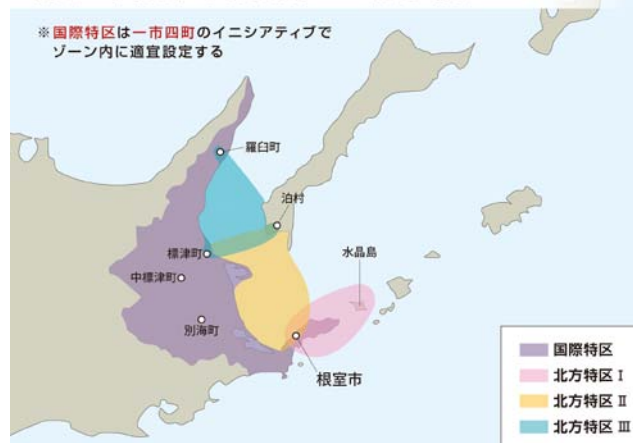 ※国際特区は一市四町のイニシアティブで
ゾーン内に適宜設定する
羅臼町
泊村
水晶島
標津町
中標津町
別海町
根室市
国際特区
北方特区 I
北方特区 II
北方特区 III